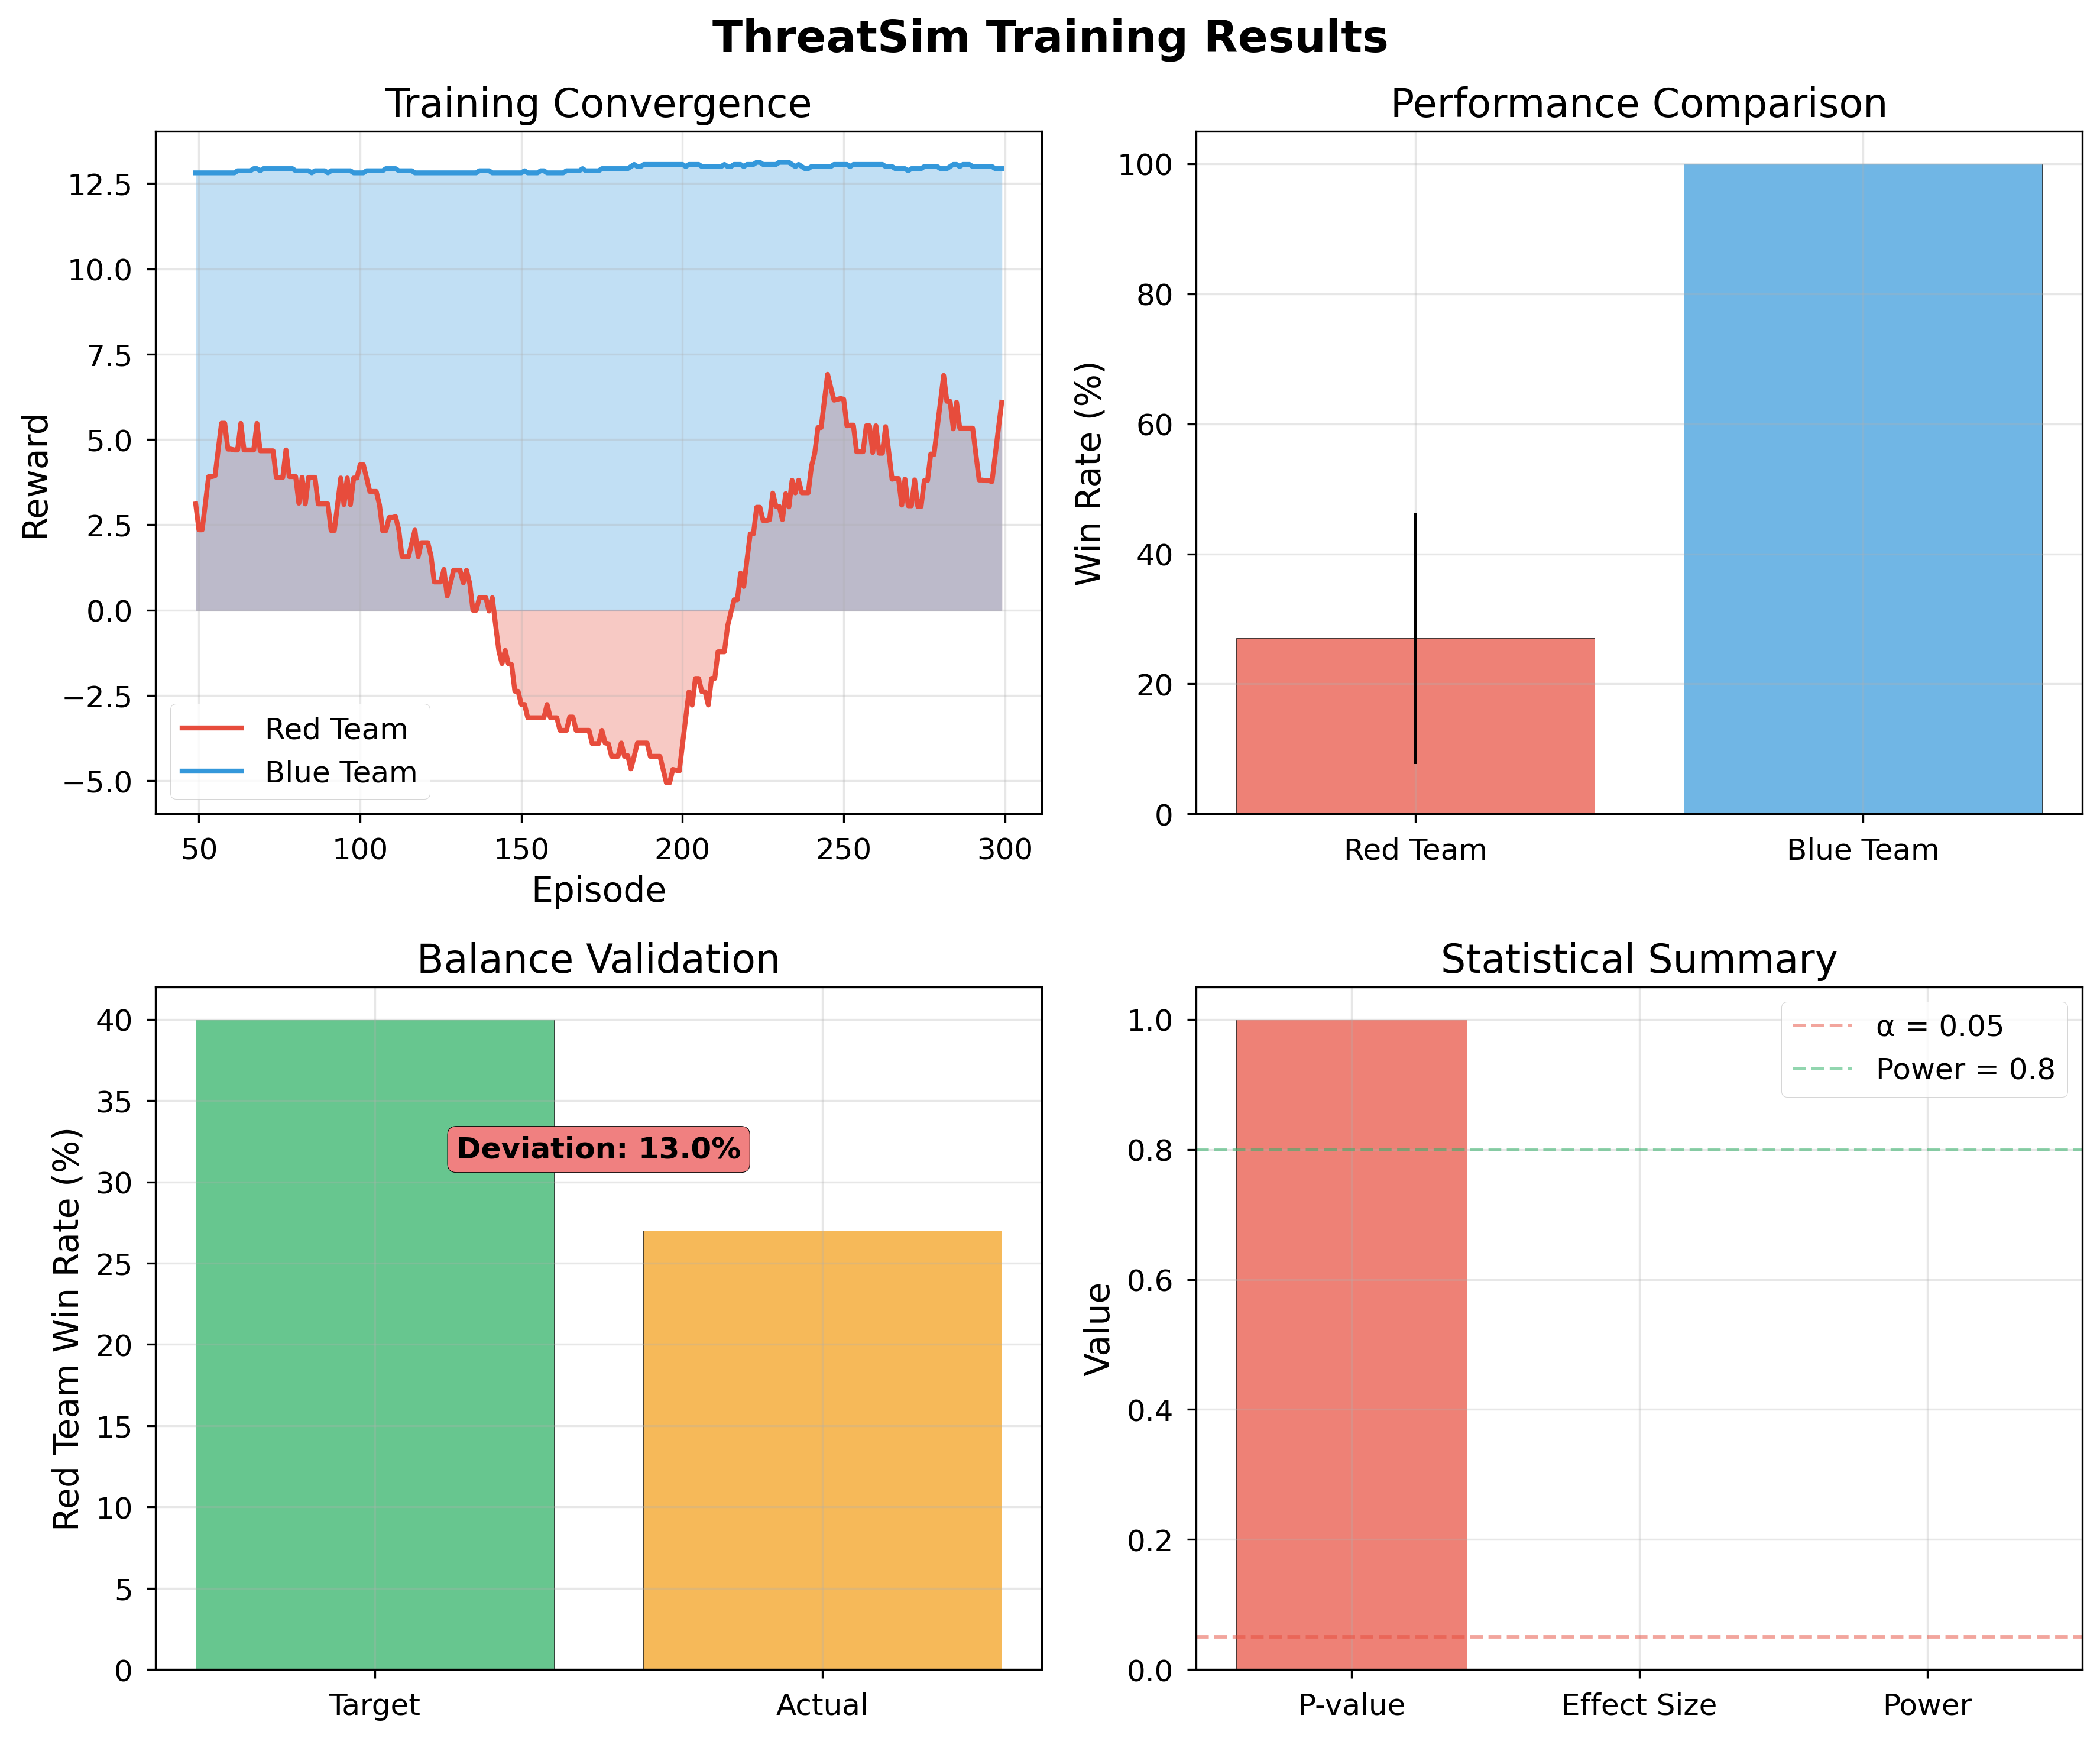 ThreatSim Training Results
Training Convergence
Reward
12.5
10.0
7.5
5.0
2.5
0.0
−2.5
−5.0
Red Team
Blue Team
50 100 150 200 250 300
Episode
Performance Comparison
Win Rate (%)
100
80
60
40
20
0
Red Team Blue Team
Balance Validation
Red Team Win Rate (%)
40
35
30
25
20
15
10
5
0
Deviation: 13.0%
Target Actual
Statistical Summary
Value
1.0
0.8
0.6
0.4
0.2
0.0
α = 0.05
Power = 0.8
P-value Effect Size Power